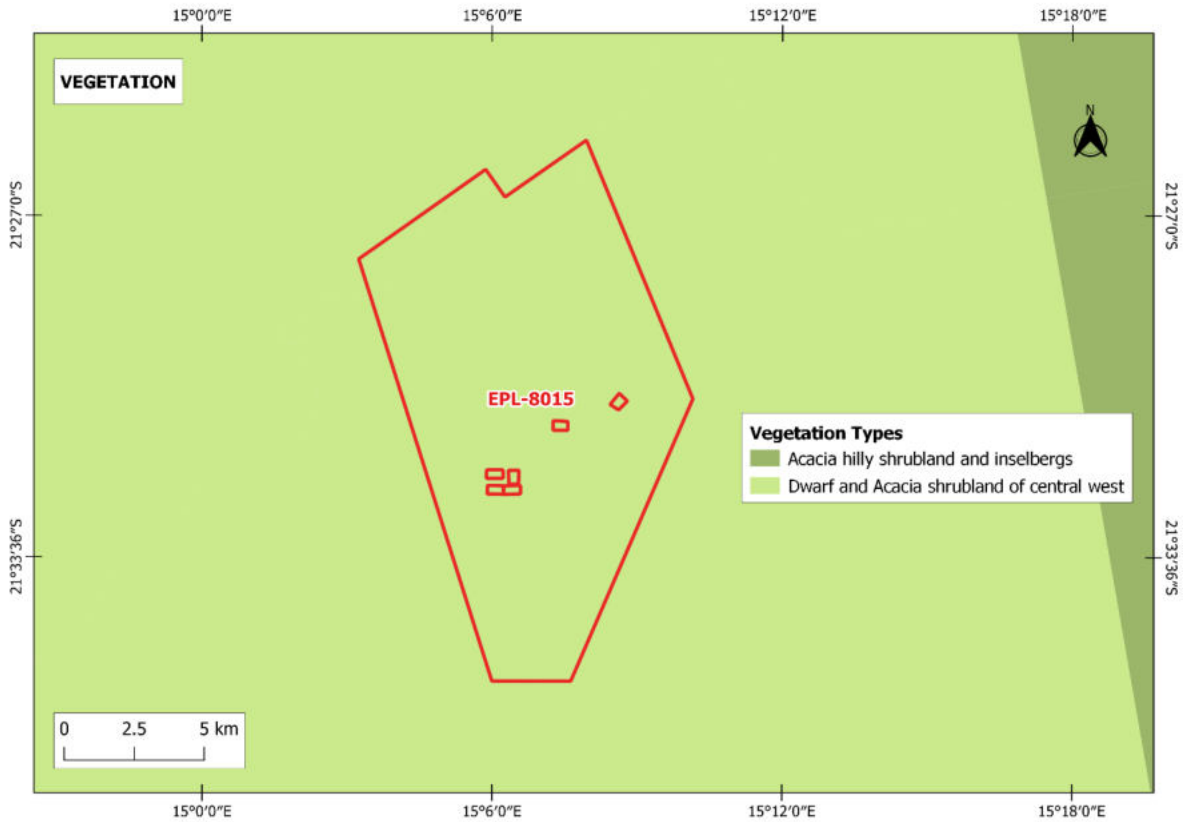 15°0'0"E 15°6'0"E 15°12'0"E 15°18'0"E
VEGETATION
N
21°27'0"S 21°27'0"S
EPL-8015
Vegetation Types
Acacia hilly shrubland and inselbergs
Dwarf and Acacia shrubland of central west
21°33'36"S 21°33'36"S
0 2.5 5 km
15°0'0"E 15°6'0"E 15°12'0"E 15°18'0"E